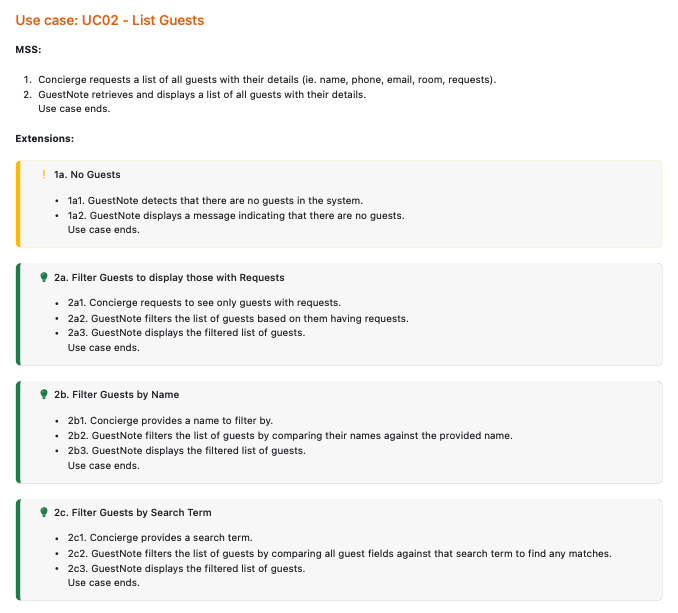 Use case: UC02 - List Guests
MSS:
1. Concierge requests a list of all guests with their details (ie. name, phone, email, room, requests).
2. GuestNote retrieves and displays a list of all guests with their details.
Use case ends.
Extensions:
1a. No Guests
• 1a1. GuestNote detects that there are no guests in the system.
• 1a2. GuestNote displays a message indicating that there are no guests.
Use case ends.
2a. Filter Guests to display those with Requests
• 2a1. Concierge requests to see only guests with requests.
• 2a2. GuestNote filters the list of guests based on them having requests.
• 2a3. GuestNote displays the filtered list of guests.
Use case ends.
2b. Filter Guests by Name
• 2b1. Concierge provides a name to filter by.
• 2b2. GuestNote filters the list of guests by comparing their names against the provided name.
• 2b3. GuestNote displays the filtered list of guests.
Use case ends.
2c. Filter Guests by Search Term
• 2c1. Concierge provides a search term.
• 2c2. GuestNote filters the list of guests by comparing all guest fields against that search term to find any matches.
• 2c3. GuestNote displays the filtered list of guests.
Use case ends.